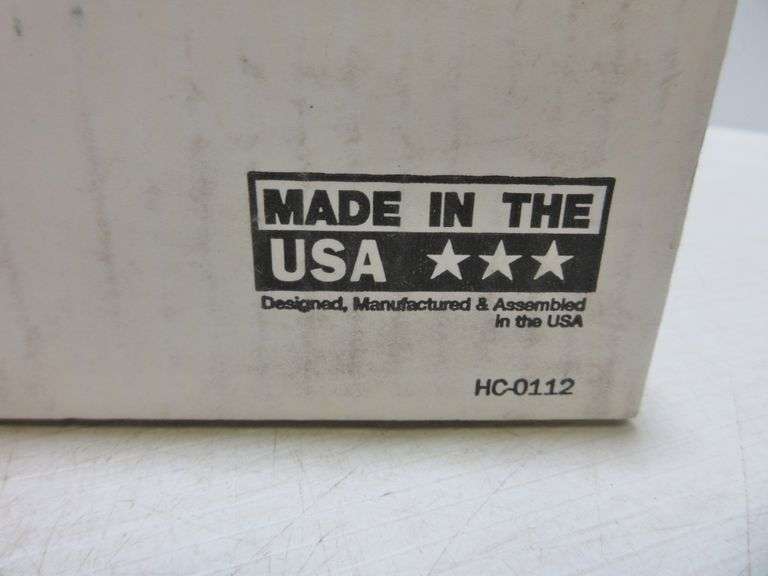 MADE IN THE
USA ★★★
Designed, Manufactured & Assembled
in the USA
HC-0112